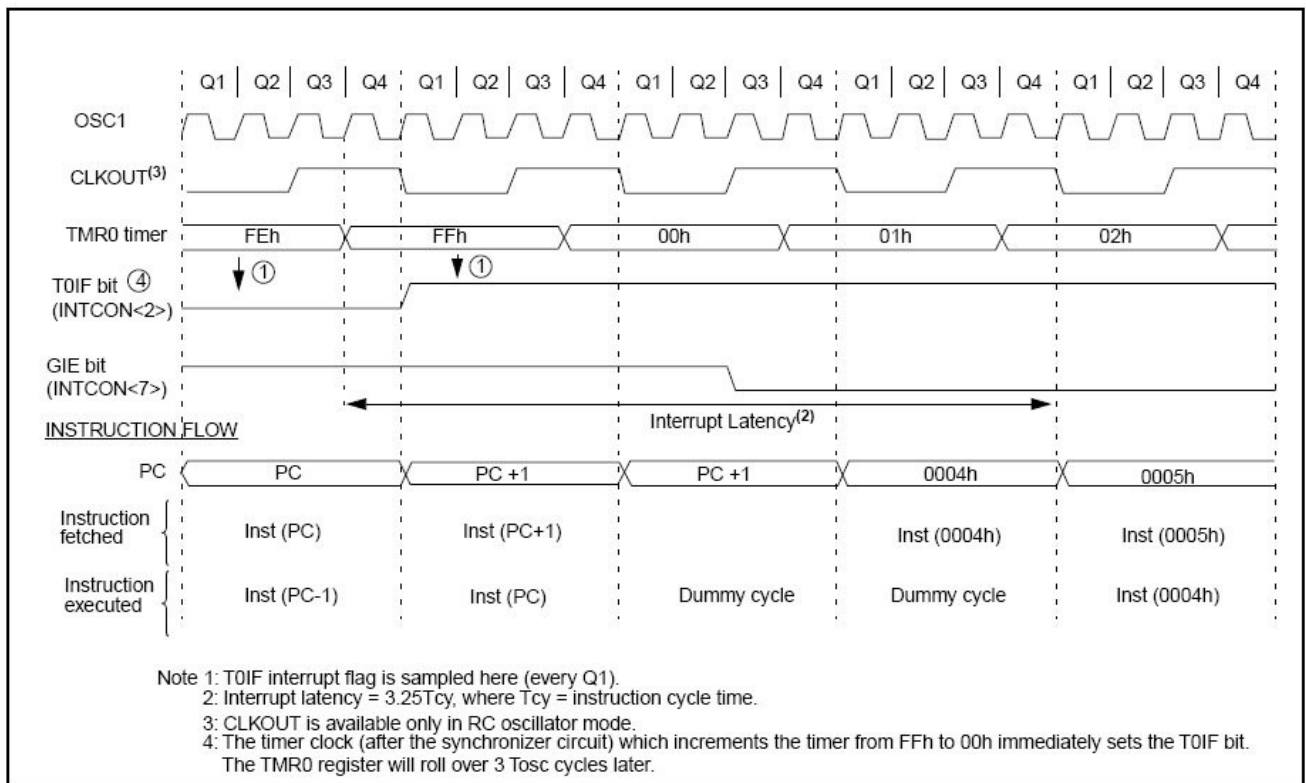 Q1 Q2 Q3 Q4 Q1 Q2 Q3 Q4 Q1 Q2 Q3 Q4 Q1 Q2 Q3 Q4 Q1 Q2 Q3 Q4
OSC1
CLKOUT(3)
TMR0 timer FEh FFh 00h 01h 02h
① ①
T0IF bit ④
(INTCON<2>)
GIE bit
(INTCON<7>)
Interrupt Latency(2)
INSTRUCTION FLOW
PC PC PC +1 PC +1 0004h 0005h
Instruction
fetched Inst (PC) Inst (PC+1) Inst (0004h) Inst (0005h)
Instruction
executed Inst (PC-1) Inst (PC) Dummy cycle Dummy cycle Inst (0004h)
Note 1: T0IF interrupt flag is sampled here (every Q1).
2: Interrupt latency = 3.25Tcy, where Tcy = instruction cycle time.
3: CLKOUT is available only in RC oscillator mode.
4: The timer clock (after the synchronizer circuit) which increments the timer from FFh to 00h immediately sets the T0IF bit.
The TMR0 register will roll over 3 Tosc cycles later.